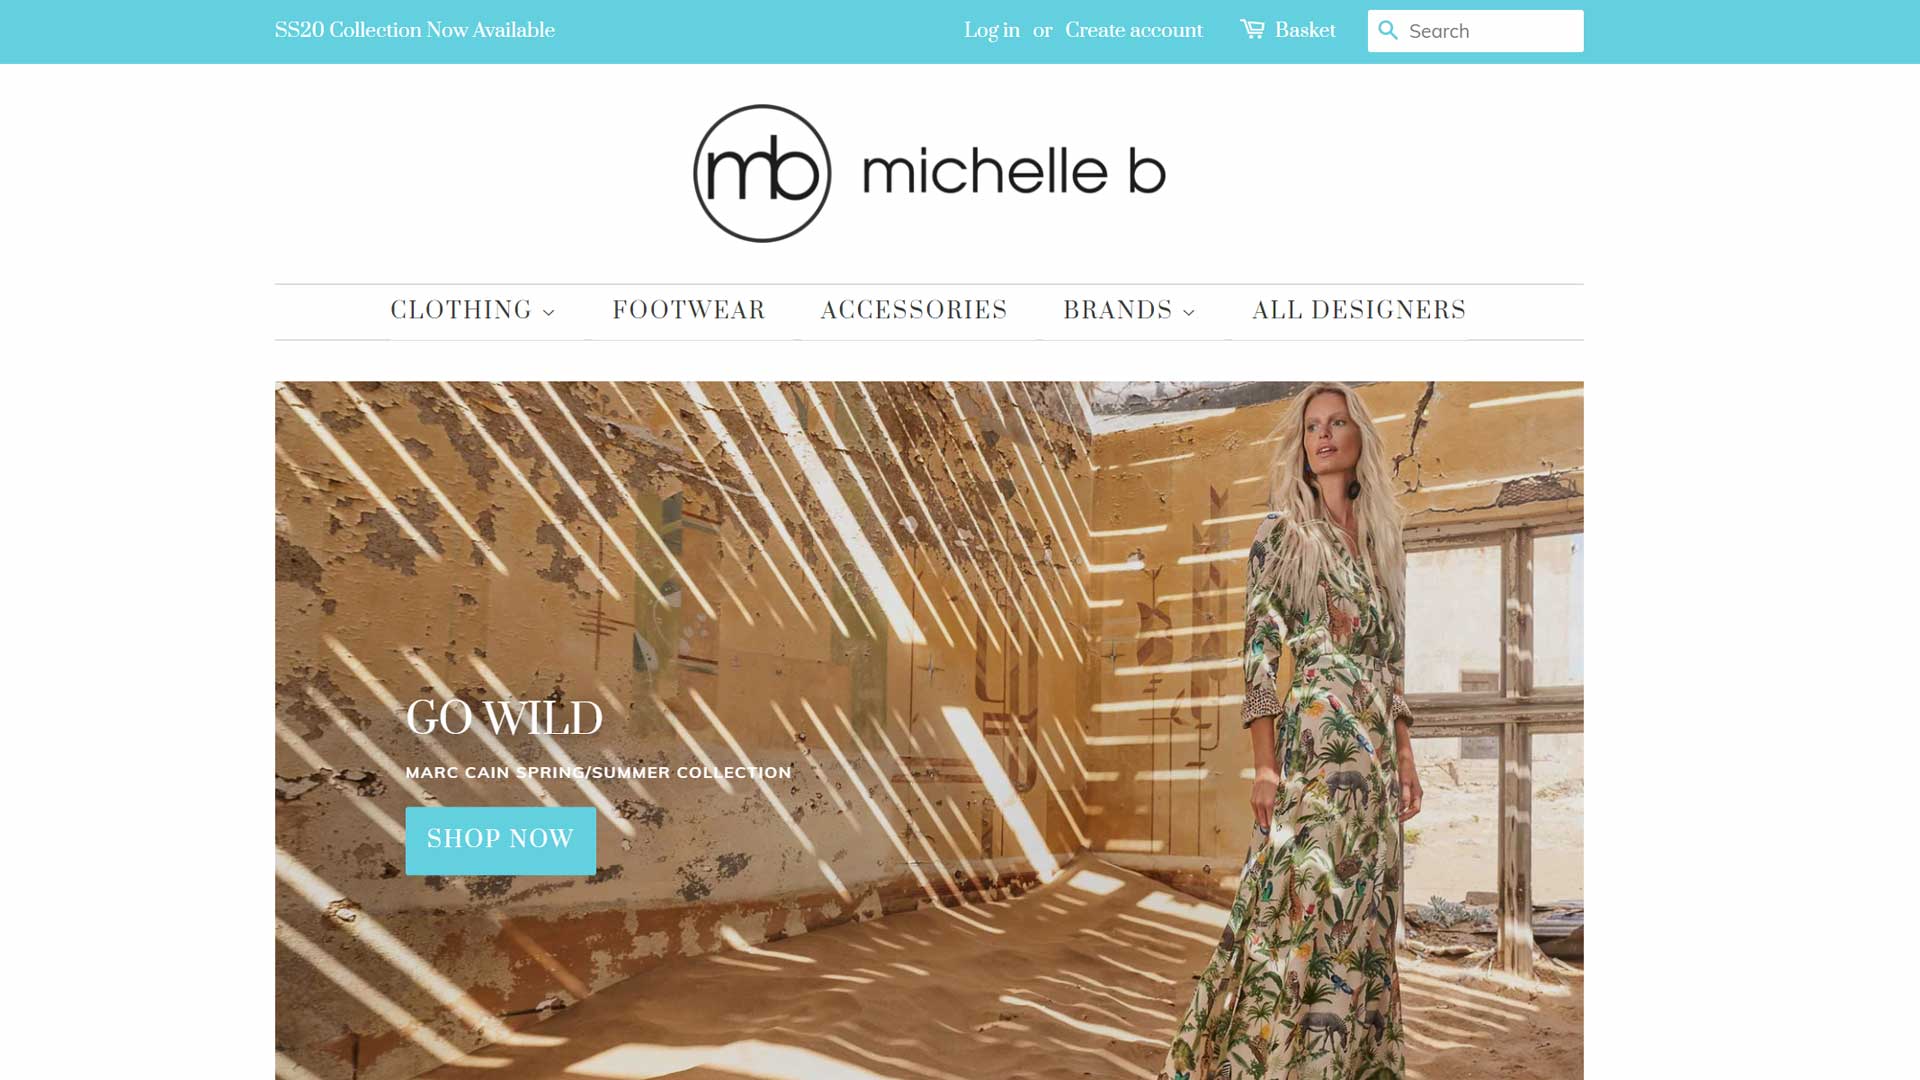 SS20 Collection Now Available
Log in or Create account Basket Search
mb michelle b
CLOTHING FOOTWEAR ACCESSORIES BRANDS ALL DESIGNERS
GO WILD
MARC CAIN SPRING/SUMMER COLLECTION
SHOP NOW